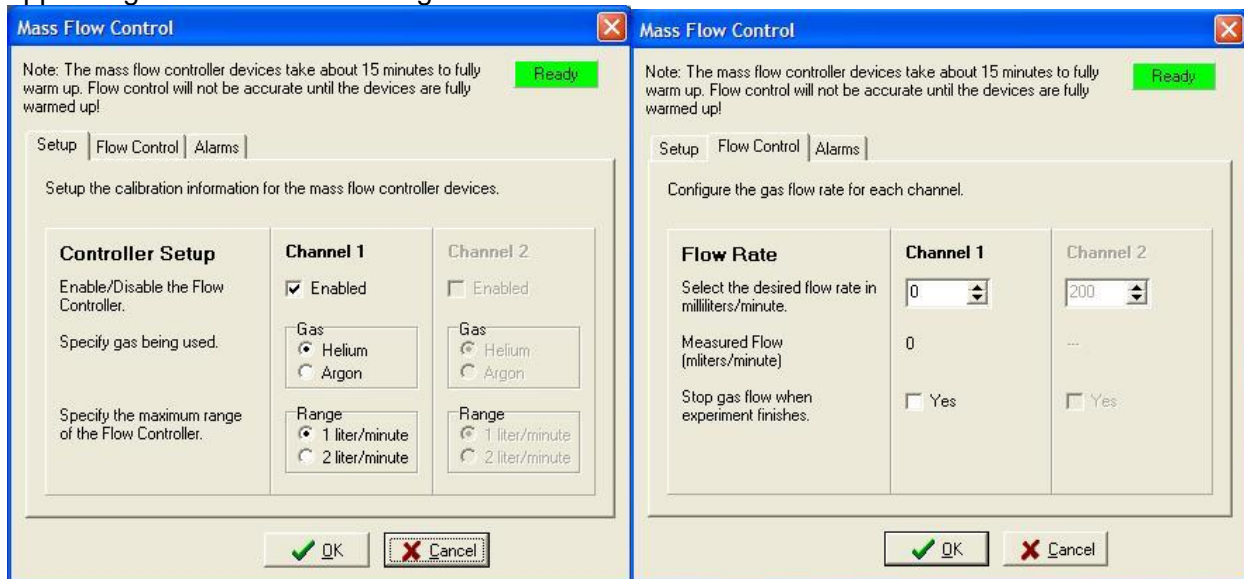 Mass Flow Control
Note: The mass flow controller devices take about 15 minutes to fully
warm up. Flow control will not be accurate until the devices are fully
warmed up!
Ready
Setup Flow Control Alarms
Setup the calibration information for the mass flow controller devices.
Controller Setup Channel 1 Channel 2
Enable/Disable the Flow
Controller.
Enabled Enabled
Specify gas being used.
Gas Gas
Helium Helium
Argon Argon
Specify the maximum range
of the Flow Controller.
Range Range
1 liter/minute 1 liter/minute
2 liter/minute 2 liter/minute
OK Cancel
Mass Flow Control
Note: The mass flow controller devices take about 15 minutes to fully
warm up. Flow control will not be accurate until the devices are fully
warmed up!
Ready
Setup Flow Control Alarms
Configure the gas flow rate for each channel.
Flow Rate Channel 1 Channel 2
Select the desired flow rate in
milliliters/minute.
0 200
Measured Flow
(mliters/minute)
0 ---
Stop gas flow when
experiment finishes.
Yes Yes
OK Cancel